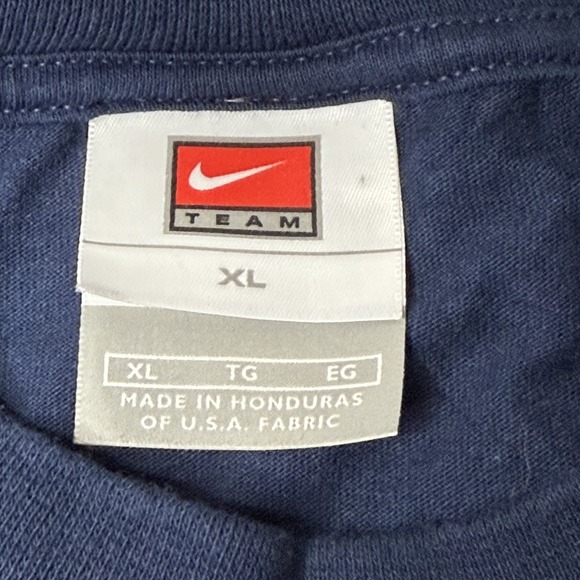 TEAM
XL
XL TG EG
MADE IN HONDURAS
OF U.S.A. FABRIC